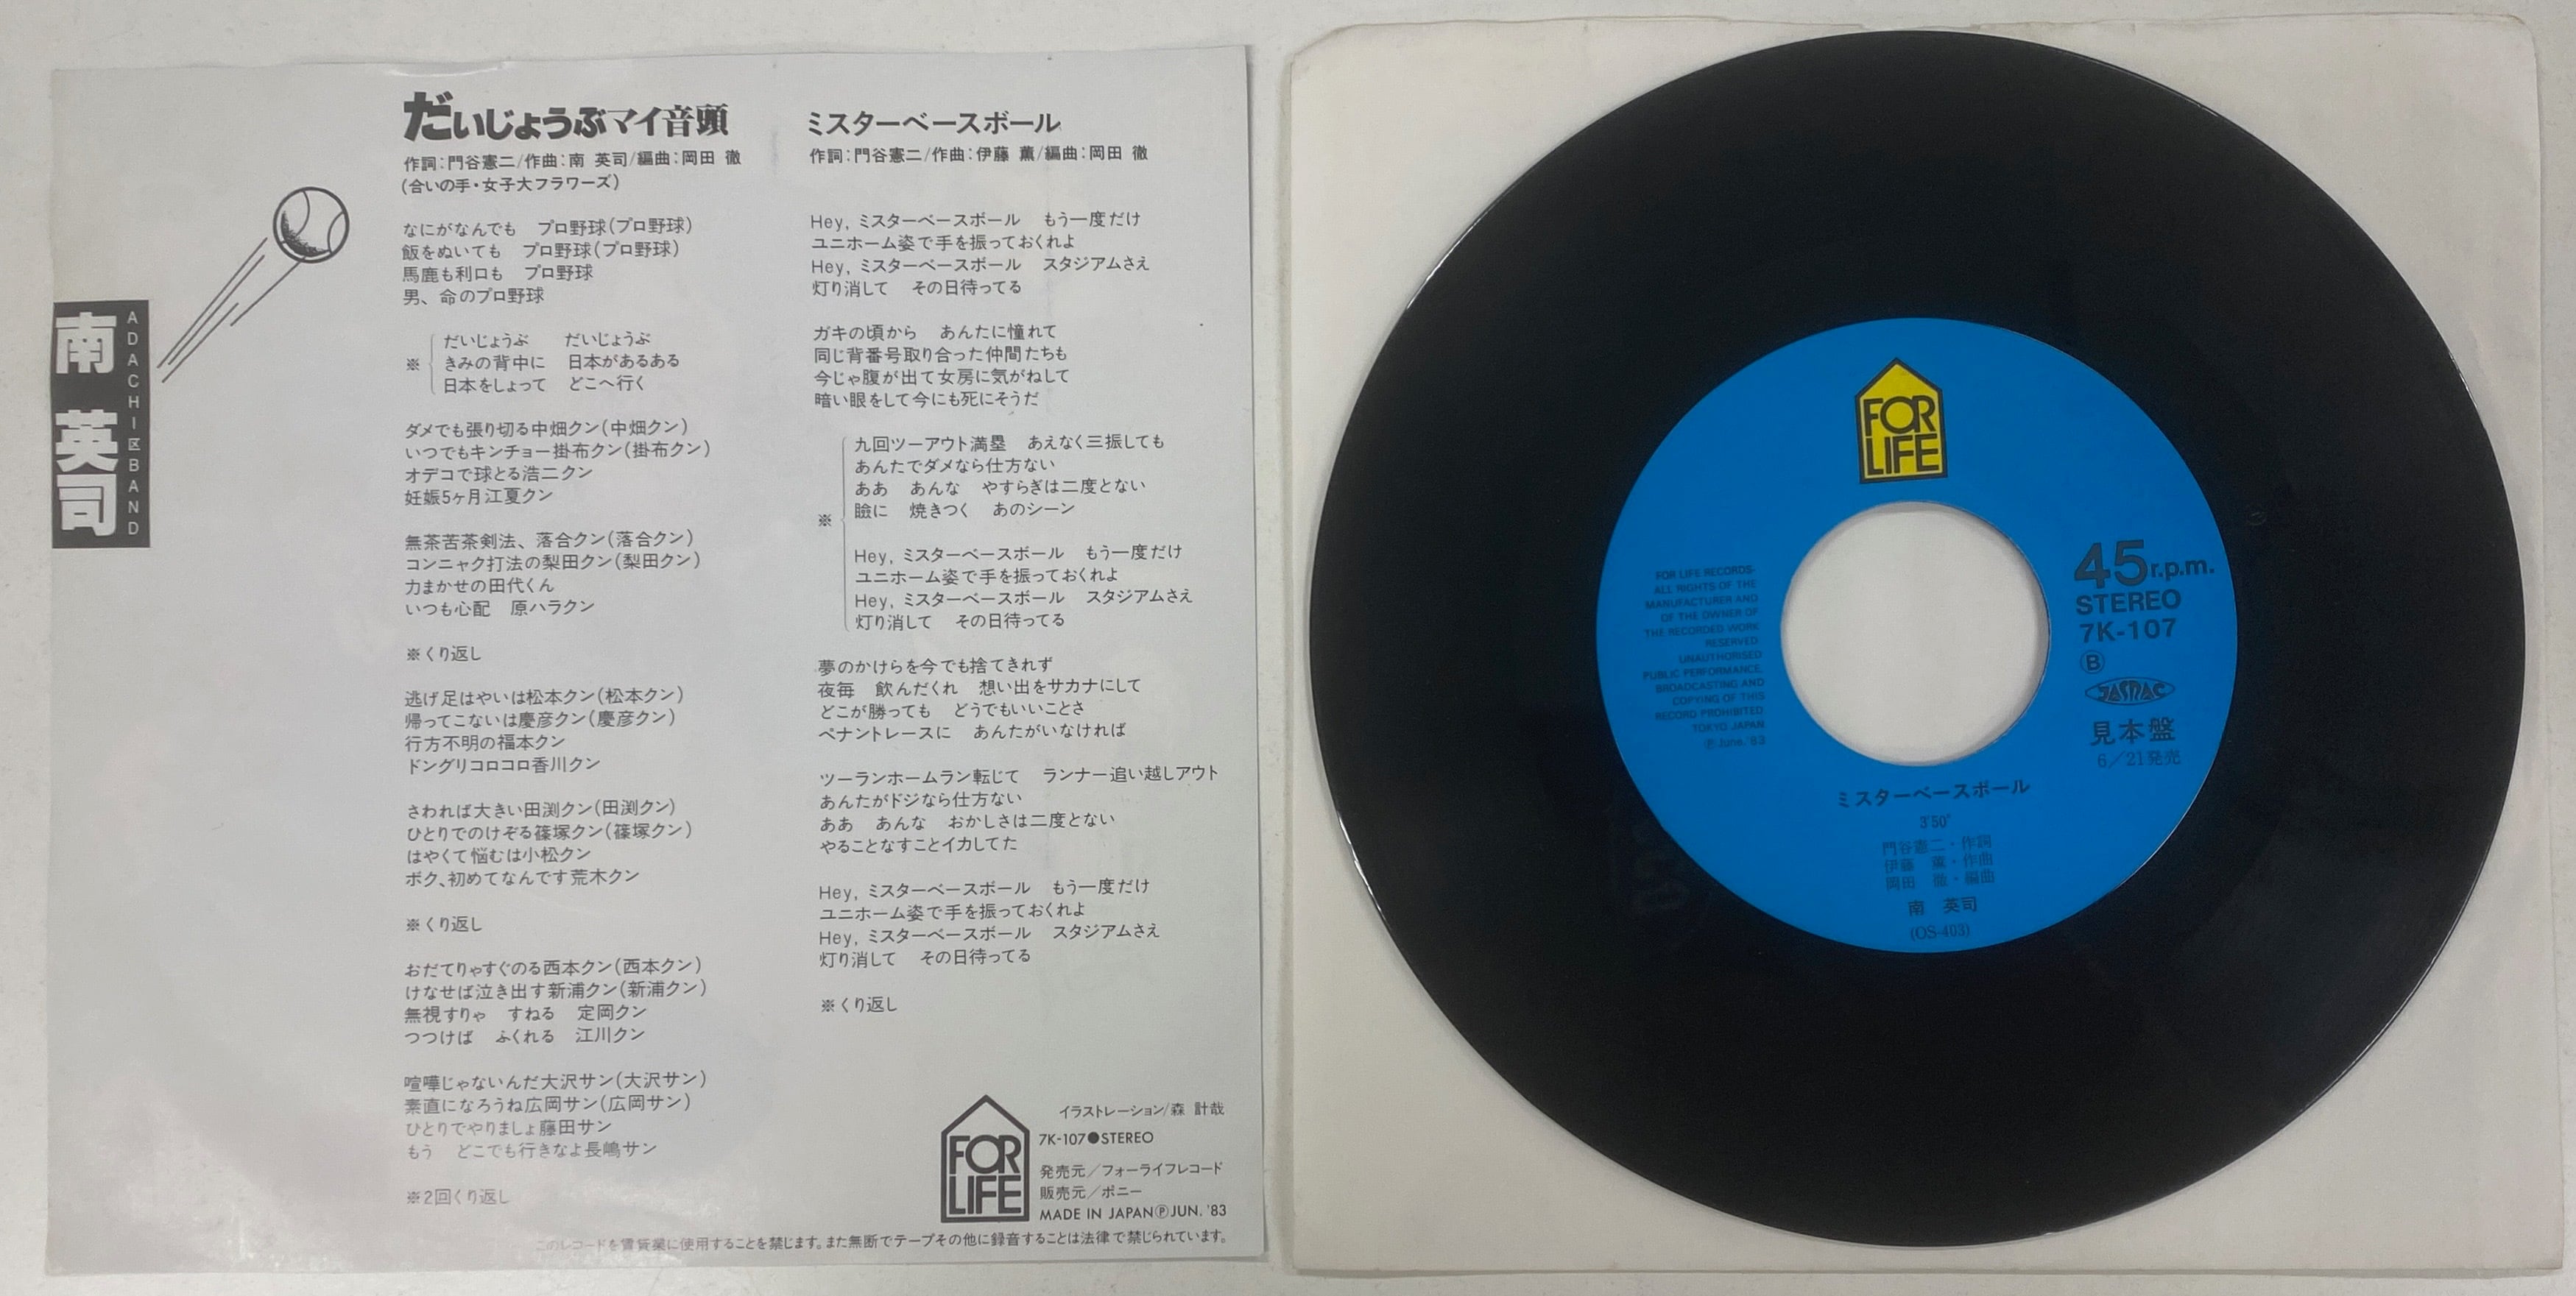 南 英司
ADACHI区BAND
だいじょうぶマイ音頭
作詞:門谷憲二/作曲:南 英司/編曲:岡田 徹
(合いの手・女子大フラワーズ)
なにがなんでも プロ野球(プロ野球)
飯をぬいても プロ野球(プロ野球)
馬鹿も利口も プロ野球
男、命のプロ野球
※
だいじょうぶ だいじょうぶ
きみの背中に 日本があるある
日本をしょって どこへ行く
ダメでも張り切る中畑クン(中畑クン)
いつでもキンチョー掛布クン(掛布クン)
オデコで球とる浩二クン
妊娠5ヶ月江夏クン
無茶苦茶剣法、落合クン(落合クン)
コンニャク打法の梨田クン(梨田クン)
力まかせの田代くん
いつも心配 原ハラクン
※くり返し
逃げ足はやいは松本クン(松本クン)
帰ってこないは慶彦クン(慶彦クン)
行方不明の福本クン
ドングリコロコロ香川クン
さわれば大きい田渕クン(田渕クン)
ひとりでのけぞる篠塚クン(篠塚クン)
はやくて悩むは小松クン
ボク、初めてなんです荒木クン
※くり返し
おだてりゃすぐのる西本クン(西本クン)
けなせば泣き出す新浦クン(新浦クン)
無視すりゃ すねる 定岡クン
つつけば ふくれる 江川クン
喧嘩じゃないんだ大沢サン(大沢サン)
素直になろうね広岡サン(広岡サン)
ひとりでやりましょ藤田サン
もう どこでも行きなよ長嶋サン
※2回くり返し
ミスターベースボール
作詞:門谷憲二/作曲:伊藤 薫/編曲:岡田 徹
Hey, ミスターベースボール もう一度だけ
ユニホーム姿で手を振っておくれよ
Hey, ミスターベースボール スタジアムさえ
灯り消して その日待ってる
ガキの頃から あんたに憧れて
同じ背番号取り合った仲間たちも
今じゃ腹が出て女房に気がねして
暗い眼をして今にも死にそうだ
※
九回ツーアウト満塁 あえなく三振しても
あんたでダメなら仕方ない
ああ あんな やすらぎは二度とない
瞼に 焼きつく あのシーン
Hey, ミスターベースボール もう一度だけ
ユニホーム姿で手を振っておくれよ
Hey, ミスターベースボール スタジアムさえ
灯り消して その日待ってる
夢のかけらを今でも捨てきれず
夜毎 飲んだくれ 想い出をサカナにして
どこが勝っても どうでもいいことさ
ペナントレースに あんたがいなければ
ツーランホームラン転じて ランナー追い越しアウト
あんたがドジなら仕方ない
ああ あんな おかしさは二度とない
やることなすことイカしてた
Hey, ミスターベースボール もう一度だけ
ユニホーム姿で手を振っておくれよ
Hey, ミスターベースボール スタジアムさえ
灯り消して その日待ってる
※くり返し
FOR
LIFE
イラストレーション/森 計哉
7K-107●STEREO
発売元/フォーライフレコード
販売元/ポニー
MADE IN JAPANⓅJUN. '83
このレコードを賃貸業に使用することを禁じます。また無断でテープその他に録音することは法律で禁じられています。
FOR
LIFE
FOR LIFE RECORDS-
ALL RIGHTS OF THE
MANUFACTURER AND
OF THE OWNER OF
THE RECORDED WORK
RESERVED.
UNAUTHORISED
PUBLIC PERFORMANCE,
BROADCASTING AND
COPYING OF THIS
RECORD PROHIBITED.
TOKYO JAPAN
ⓅJune.'83
45r.p.m.
STEREO
7K-107
Ⓑ
JASRAC
見本盤
6/21発売
ミスターベースボール
3'50"
門谷憲二・作詞
伊藤 薫・作曲
岡田 徹・編曲
南 英司
(OS-403)